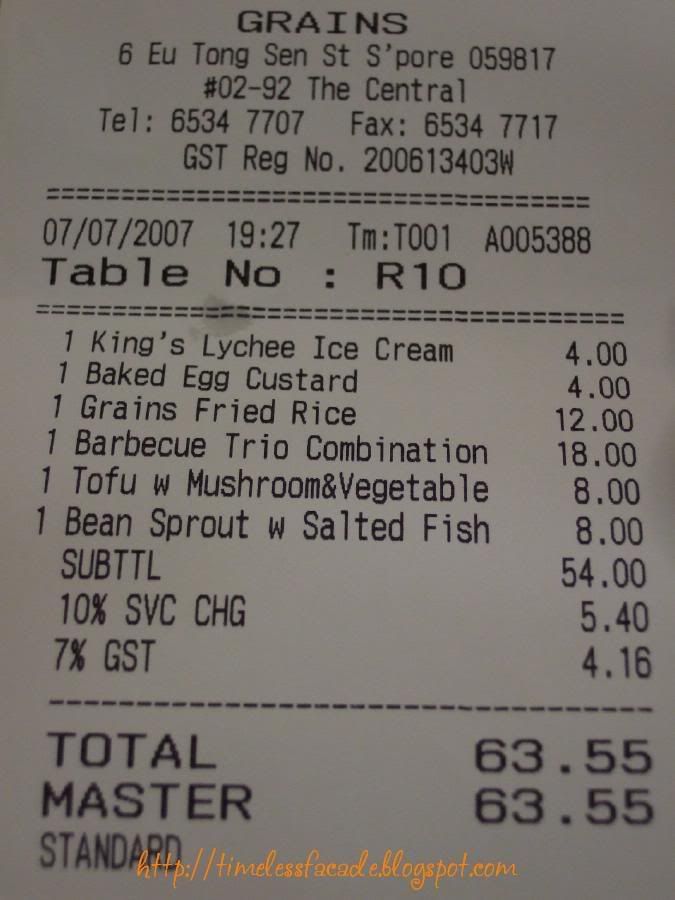 GRAINS
6 Eu Tong Sen St S'pore 059817
#02-92 The Central
Tel: 6534 7707 Fax: 6534 7717
GST Reg No. 200613403W
===================================
07/07/2007 19:27 Tm:T001 A005388
Table No : R10
===================================
1 King's Lychee Ice Cream 4.00
1 Baked Egg Custard 4.00
1 Grains Fried Rice 12.00
1 Barbecue Trio Combination 18.00
1 Tofu w Mushroom&Vegetable 8.00
1 Bean Sprout w Salted Fish 8.00
SUBTTL 54.00
10% SVC CHG 5.40
7% GST 4.16
-----------------------------------
TOTAL 63.55
MASTER 63.55
STANDARD
http://timelessfacade.blogspot.com